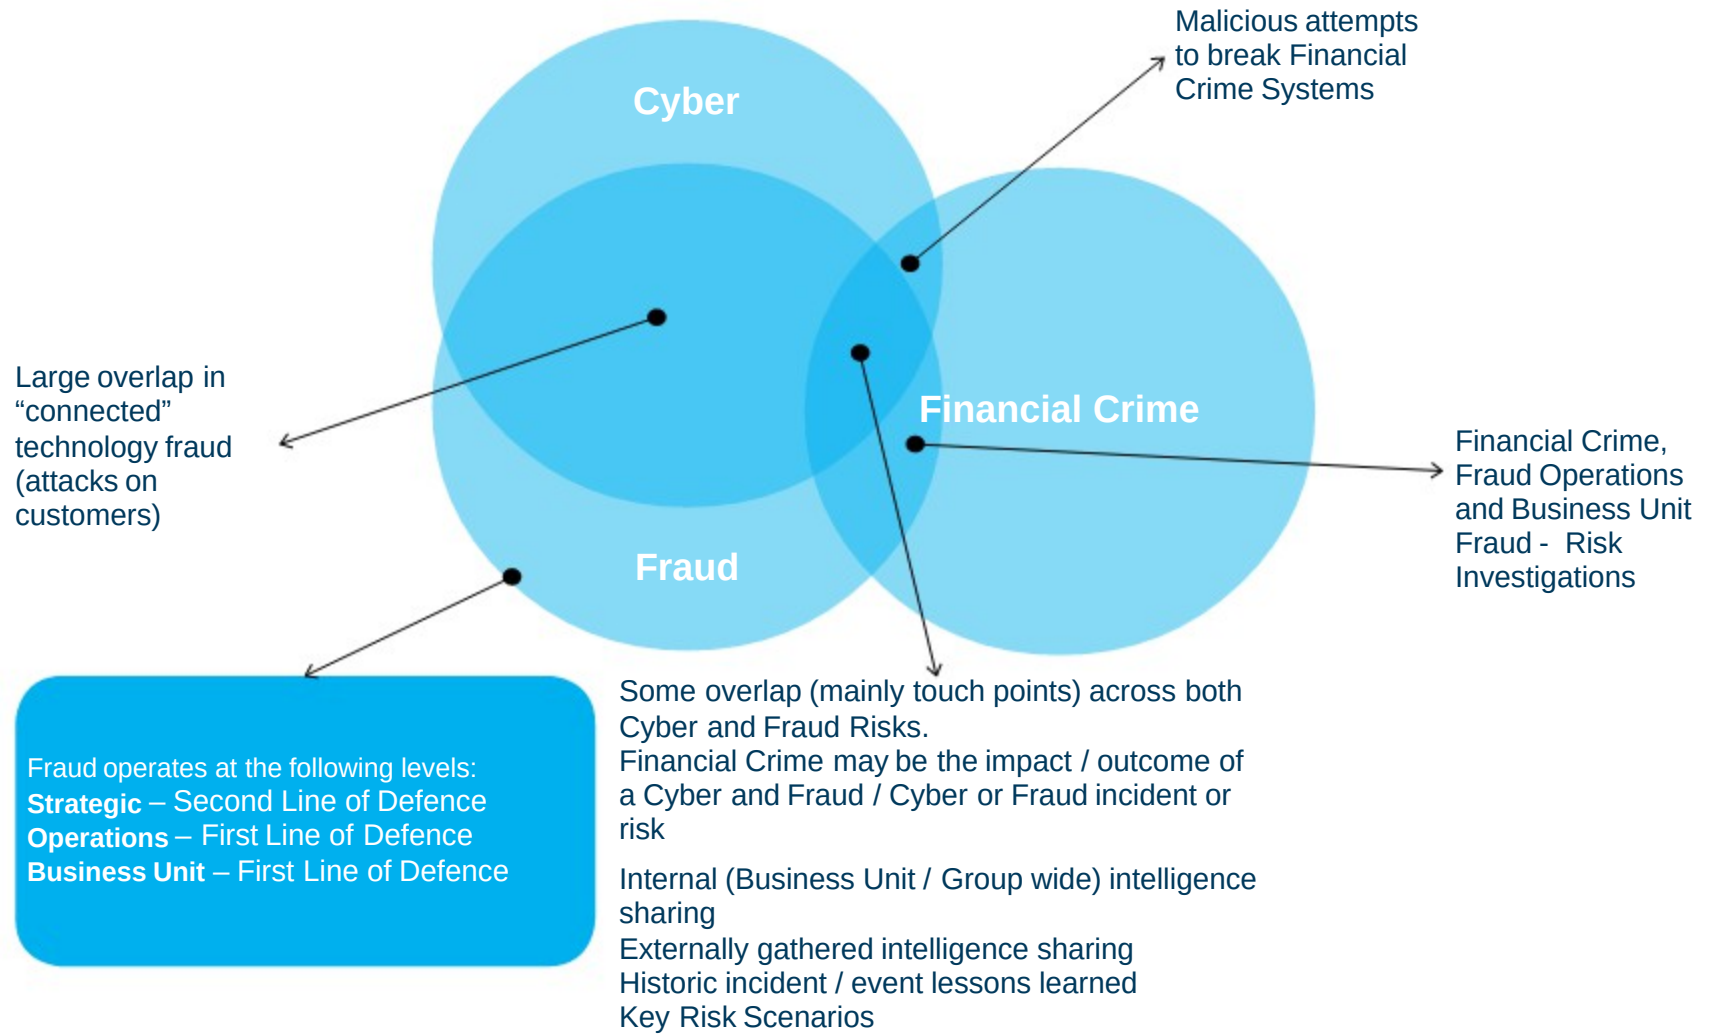 Malicious attempts
to break Financial
Crime Systems
Cyber
Large overlap in
“connected”
technology fraud
(attacks on
customers)
Financial Crime
Financial Crime,
Fraud Operations
and Business Unit
Fraud -  Risk
Investigations
Fraud
Fraud operates at the following levels:
Strategic – Second Line of Defence
Operations – First Line of Defence
Business Unit – First Line of Defence
Some overlap (mainly touch points) across both
Cyber and Fraud Risks.
Financial Crime may be the impact / outcome of
a Cyber and Fraud / Cyber or Fraud incident or
risk
Internal (Business Unit / Group wide) intelligence
sharing
Externally gathered intelligence sharing
Historic incident / event lessons learned
Key Risk Scenarios